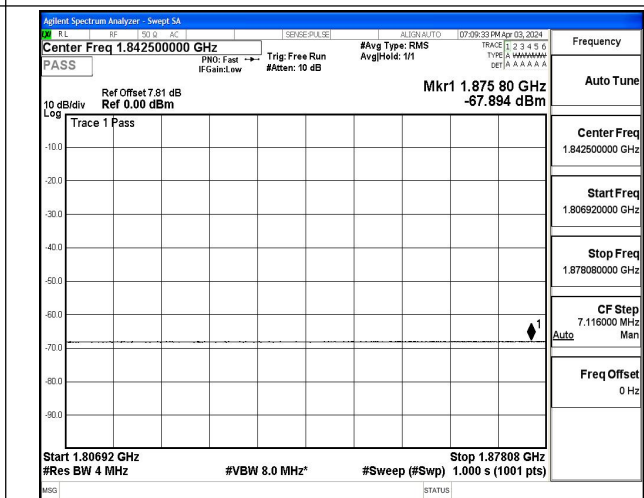 Agilent Spectrum Analyzer - Swept SA
LXI RL RF 50 Ω AC SENSE:PULSE ALIGN AUTO 07:09:33 PM Apr 03, 2024
Center Freq 1.842500000 GHz #Avg Type: RMS TRACE 1 2 3 4 5 6 Frequency
PASS PNO: Fast Trig: Free Run Avg|Hold: 1/1 TYPE A WWWWW
IFGain:Low #Atten: 10 dB DET A A A A A A
Auto Tune
Mkr1 1.875 80 GHz
Ref Offset 7.81 dB
10 dB/div Ref 0.00 dBm -67.894 dBm
Log
Trace 1 Pass
Center Freq
1.842500000 GHz
-10.0
-20.0
Start Freq
1.806920000 GHz
-30.0
-40.0
Stop Freq
1.878080000 GHz
-50.0
-60.0
CF Step
7.116000 MHz
Auto Man
1
-70.0
Freq Offset
0 Hz
-80.0
-90.0
Start 1.80692 GHz Stop 1.87808 GHz
#Res BW 4 MHz #VBW 8.0 MHz* #Sweep (#Swp) 1.000 s (1001 pts)
MSG STATUS